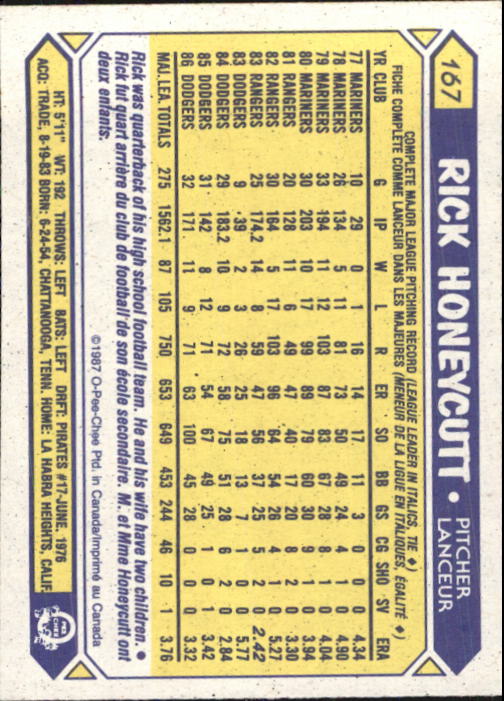 167
RICK HONEYCUTT • PITCHER
LANCEUR
COMPLETE MAJOR LEAGUE PITCHING RECORD (LEAGUE LEADER IN ITALICS, TIE ♦)
FICHE COMPLÈTE COMME LANCEUR DANS LES MAJEURES (MENEUR DE LA LIGUE EN ITALIQUES, ÉGALITÉ ♦)
YR CLUB G IP W L R ER SO BB GS CG SHO SV ERA
77 MARINERS 10 29 0 1 16 14 17 11 3 0 0 0 4.34
78 MARINERS 26 134 5 11 81 73 50 49 24 4 1 0 4.90
79 MARINERS 33 194 11 12 103 87 83 67 28 8 1 0 4.04
80 MARINERS 30 203 10 17 99 89 79 60 30 9 1 0 3.94
81 RANGERS 20 128 11 6 49 47 40 17 20 8 2 0 3.30
82 RANGERS 30 164 5 17 103 96 64 54 26 4 1 0 5.27
83 RANGERS 25 174.2 14 8 59 47 56 37 25 5 2 0 2.42
83 DODGERS 9 39 2 3 26 25 18 13 7 1 0 0 5.77
84 DODGERS 29 183.2 10 9 72 58 75 51 28 6 2 0 2.84
85 DODGERS 31 142 8 12 71 54 67 49 25 1 0 1 3.42
86 DODGERS 32 171 11 9 71 63 100 45 28 0 0 0 3.32
MAJ. LEA. TOTALS 275 1562.1 87 105 750 653 649 453 244 46 10 1 3.76
Rick was quarterback of his high school football team. He and his wife have two children. •
Rick fut quart arrière du club de football de son école secondaire. M. et Mme Honeycutt ont
deux enfants.
©1987 O-Pee-Chee Ptd. in Canada/Imprimé au Canada
HT: 5'11" WT: 192 THROWS: LEFT BATS: LEFT DRFT: PIRATES #17-JUNE, 1976
ACQ: TRADE, 8-19-83 BORN: 6-24-54, CHATTANOOGA, TENN. HOME: LA HABRA HEIGHTS, CALIF.
O PEE CHEE